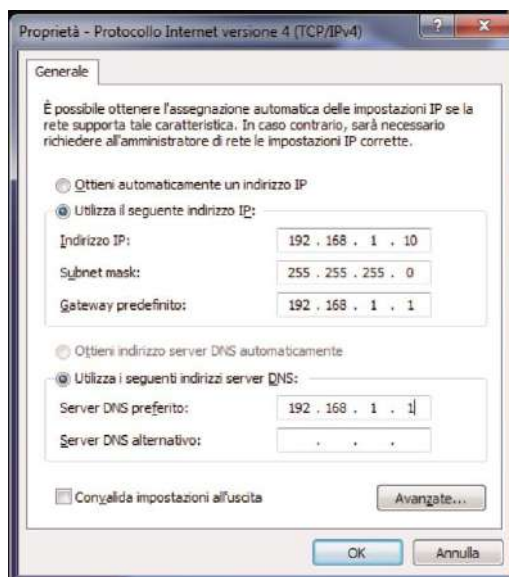 Proprietà - Protocollo Internet versione 4 (TCP/IPv4)
Generale
È possibile ottenere l'assegnazione automatica delle impostazioni IP se la
rete supporta tale caratteristica. In caso contrario, sarà necessario
richiedere all'amministratore di rete le impostazioni IP corrette.
Ottieni automaticamente un indirizzo IP
Utilizza il seguente indirizzo IP:
Indirizzo IP: 192 . 168 . 1 . 10
Subnet mask: 255 . 255 . 255 . 0
Gateway predefinito: 192 . 168 . 1 . 1
Ottieni indirizzo server DNS automaticamente
Utilizza i seguenti indirizzi server DNS:
Server DNS preferito: 192 . 168 . 1 . 1
Server DNS alternativo: . . .
Convalida impostazioni all'uscita Avanzate...
OK Annulla